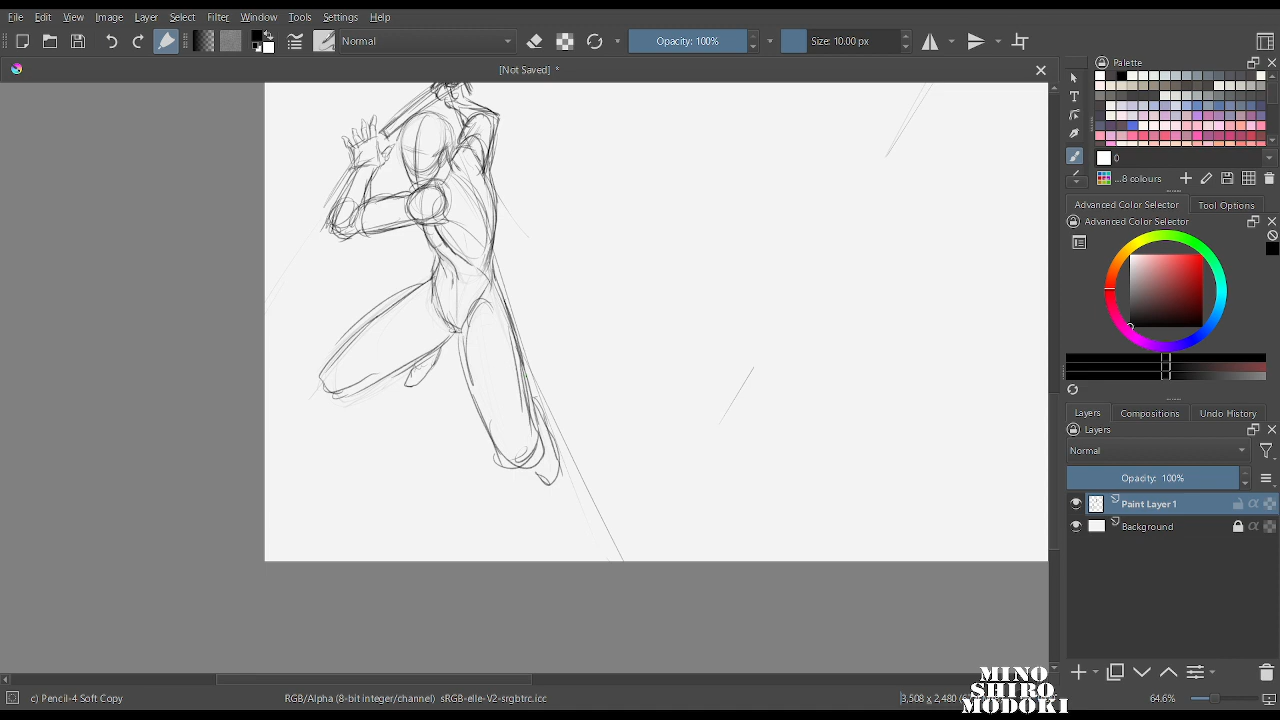 File Edit View Image Layer Select Filter Window Tools Settings Help
Normal
Opacity: 100%
Size: 10.00 px
[Not Saved] *
Palette
0
...8 colours
Advanced Color Selector
Tool Options
Advanced Color Selector
Layers
Compositions
Undo History
Layers
Normal
Opacity: 100%
Paint Layer 1
Background
c) Pencil-4 Soft Copy
RGB/Alpha (8-bit integer/channel) sRGB-elle-V2-srgbtrc.icc
3,508 x 2,480 (6
64.6%
MINO
SHIRO
MODOKI